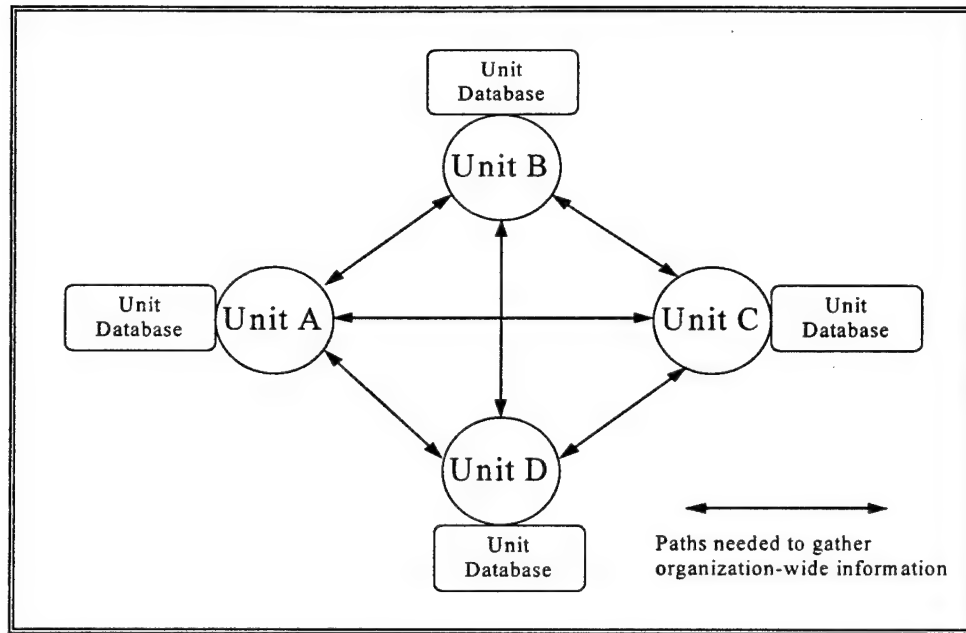 Unit
Database
Unit B
Unit
Database
Unit A
Unit C
Unit
Database
Unit D
Unit
Database
Paths needed to gather
organization-wide information